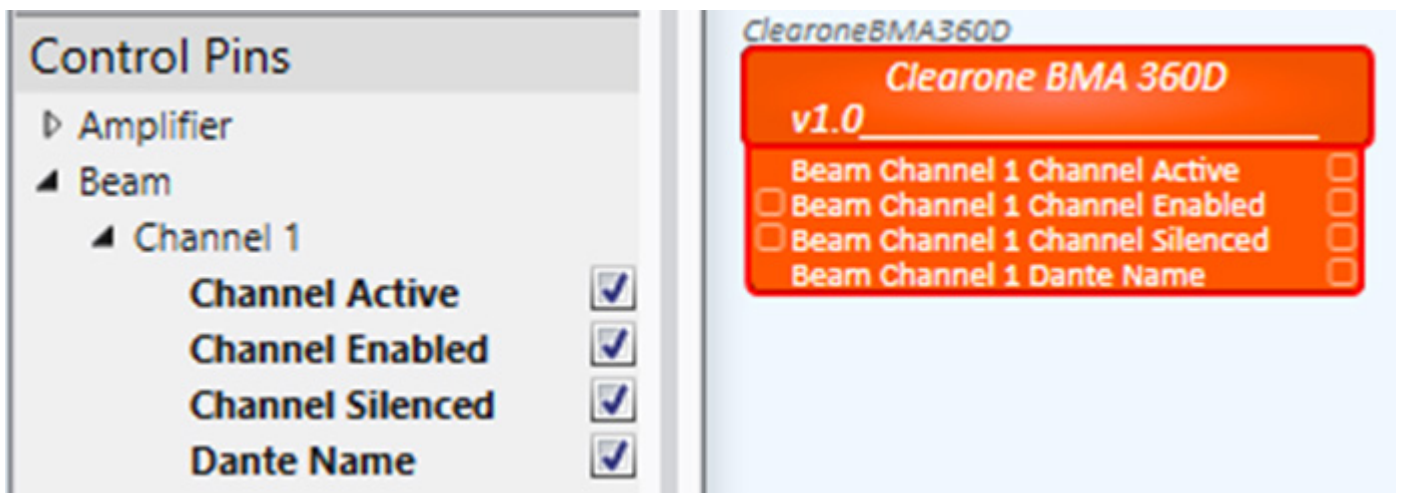 Control Pins
Amplifier
Beam
Channel 1
Channel Active
Channel Enabled
Channel Silenced
Dante Name
ClearoneBMA360D
Clearone BMA 360D
v1.0
Beam Channel 1 Channel Active
Beam Channel 1 Channel Enabled
Beam Channel 1 Channel Silenced
Beam Channel 1 Dante Name